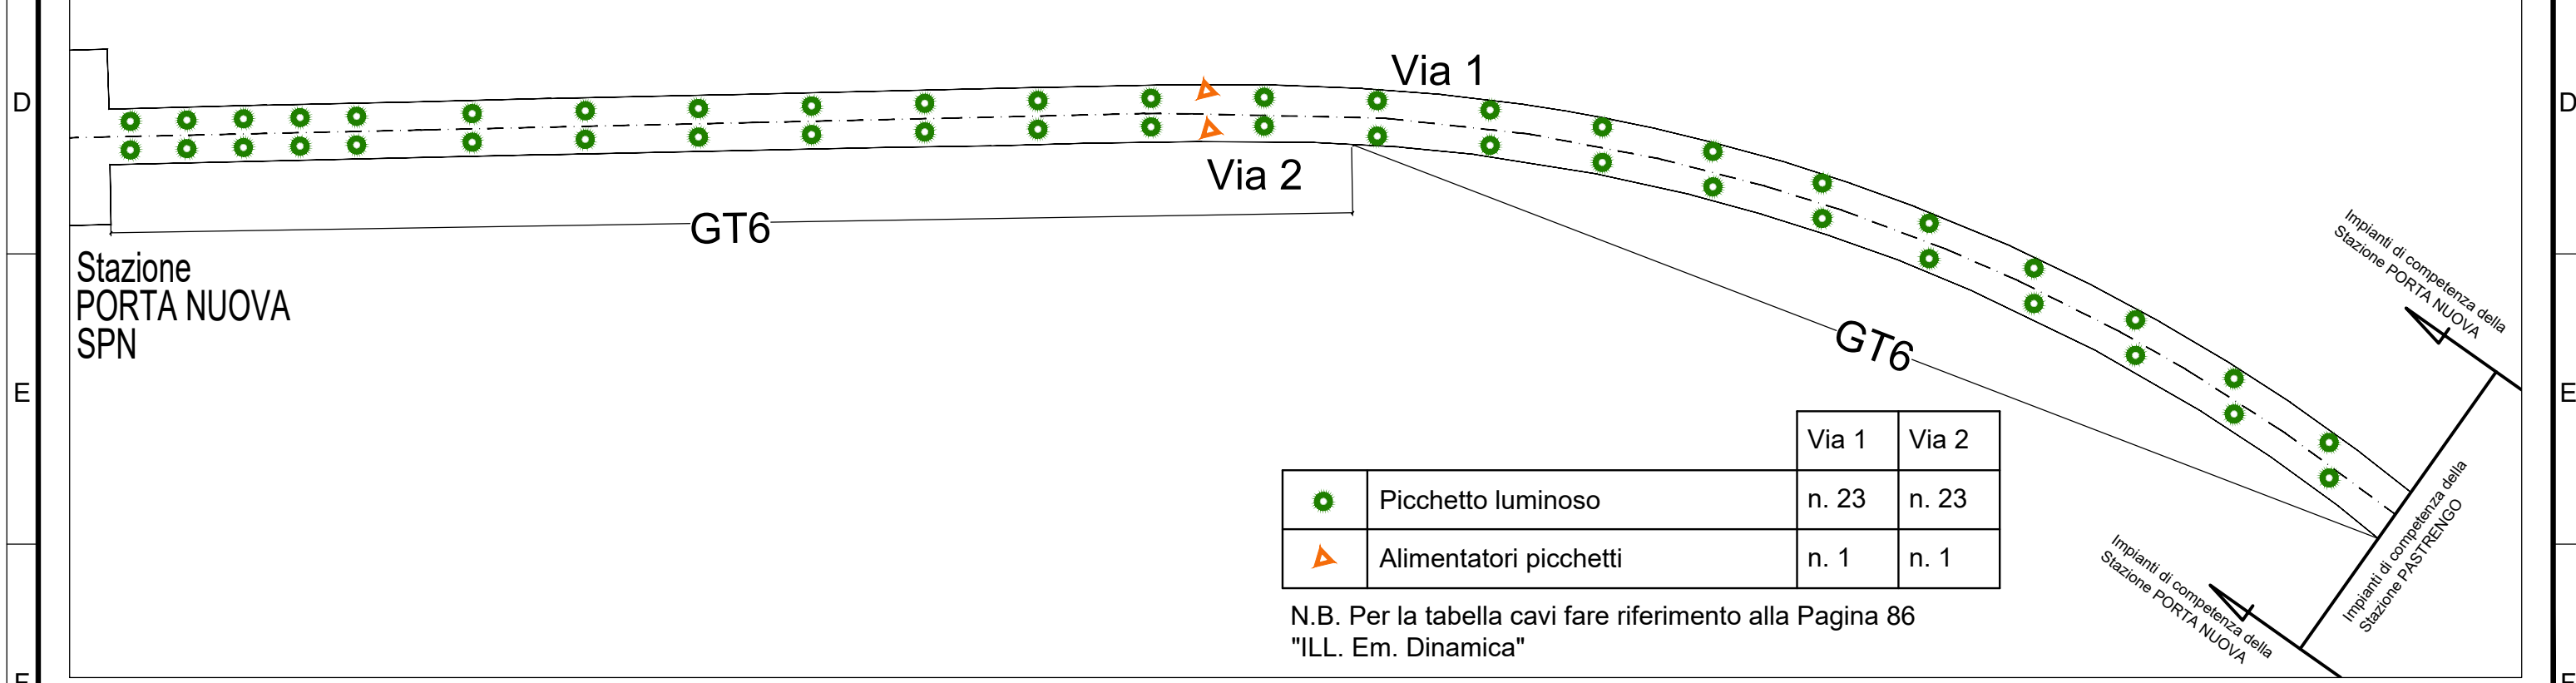 D
D
Via 1
Via 2
GT6
Stazione
PORTA NUOVA
SPN
Impianti di competenza della
Stazione PORTA NUOVA
GT6
E
E
Via 1 Via 2
Picchetto luminoso n. 23 n. 23
Alimentatori picchetti n. 1 n. 1
N.B. Per la tabella cavi fare riferimento alla Pagina 86
"ILL. Em. Dinamica"
Impianti di competenza della
Stazione PORTA NUOVA
Impianti di competenza della
Stazione PASTRENGO